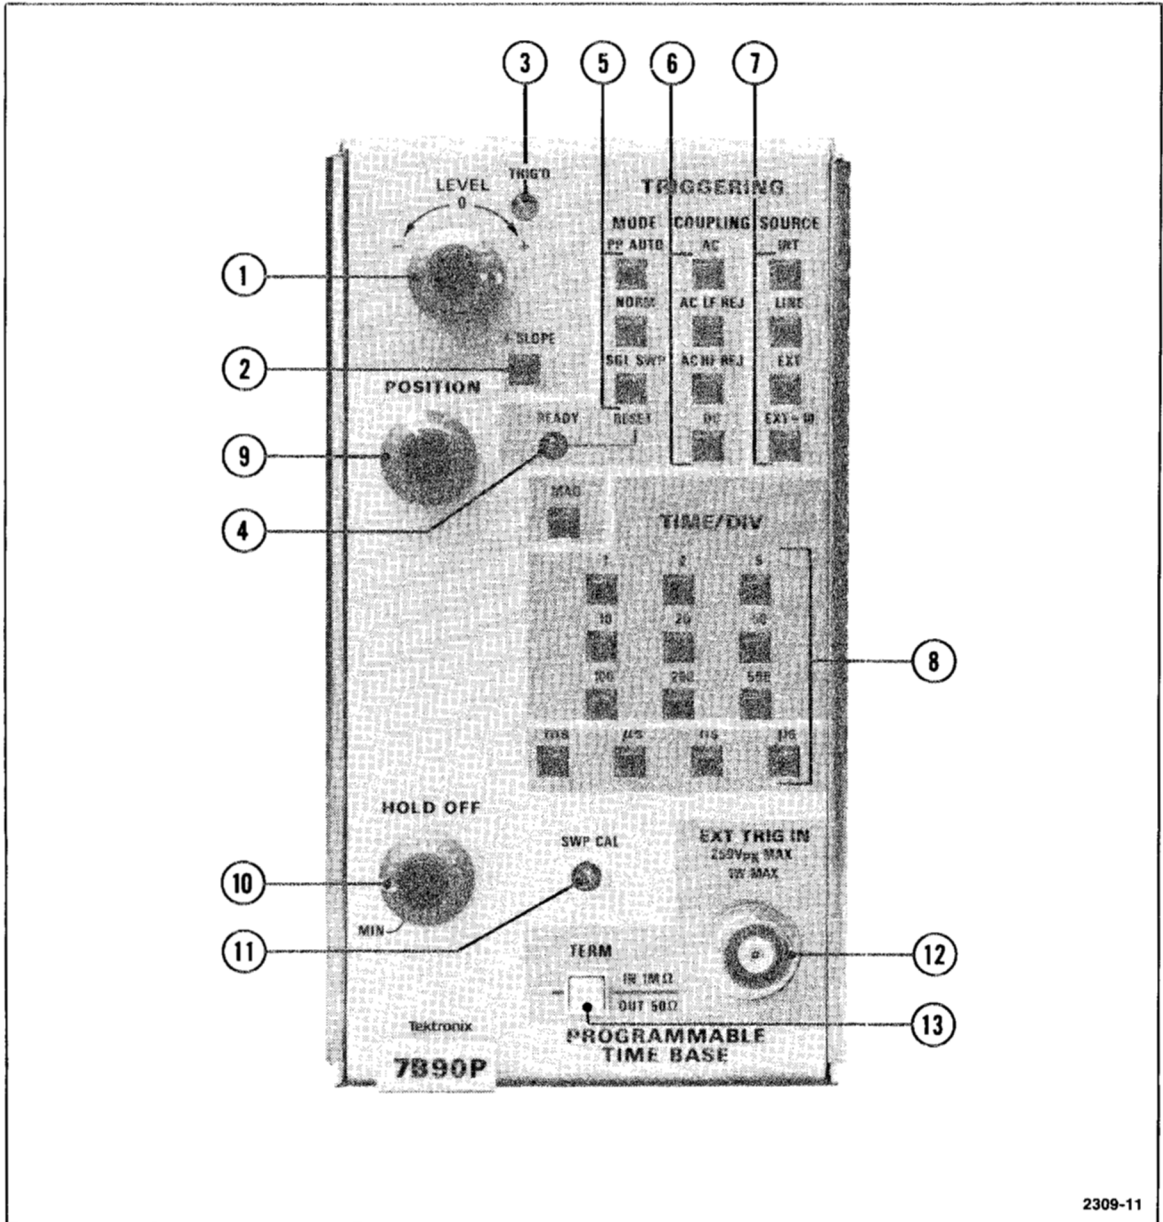 3 5 6 7
TRIG'D
LEVEL
0
- +
TRIGGERING
MODE COUPLING SOURCE
PP AUTO AC INT
1
NORM AC LF REJ LINE
+ SLOPE
2
SGL SWP AC HF REJ EXT
POSITION
READY RESET DC EXT ÷ 10
9
MAG
4
TIME/DIV
1 2 5
10 20 50
8
100 200 500
ms µs ns ps
HOLD OFF
SWP CAL
EXT TRIG IN
250VPK MAX
1W MAX
10
MIN
11
12
TERM
IN 1MΩ
OUT 50Ω
13
Tektronix
PROGRAMMABLE
TIME BASE
7B90P
2309-11